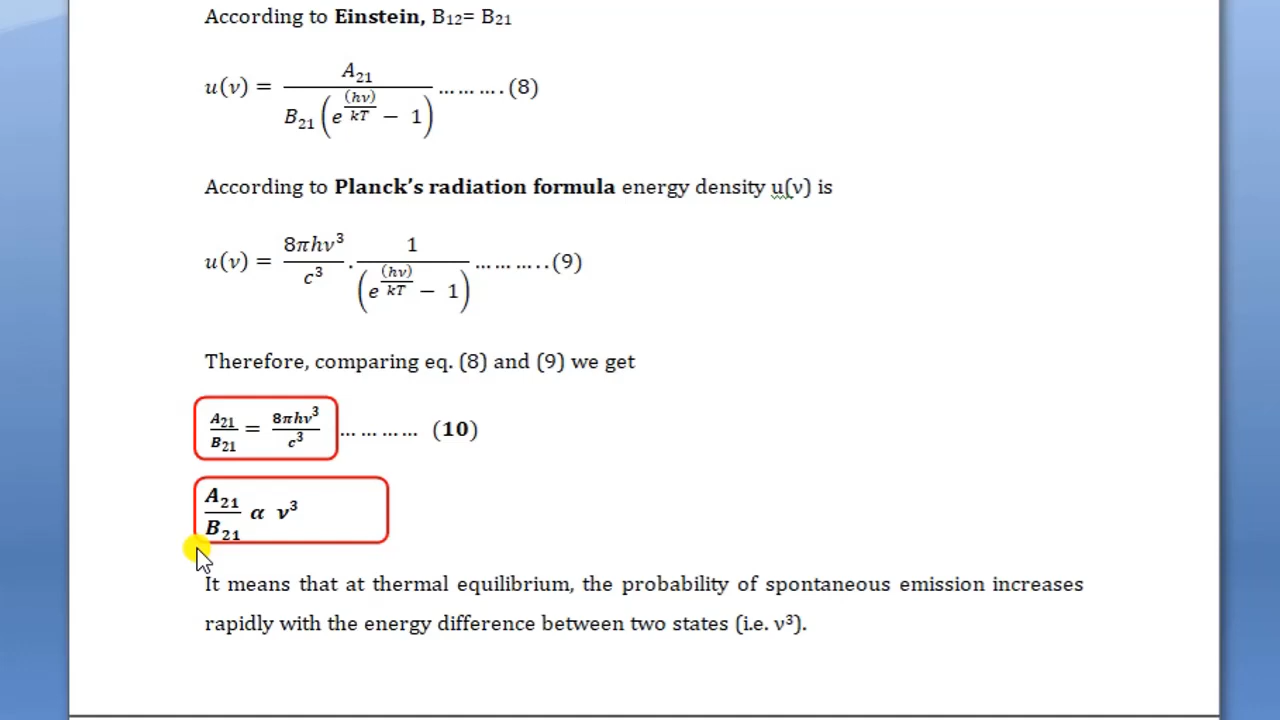 According to Einstein, B₁₂= B₂₁
u(ν) = A₂₁ / B₂₁ (e^((hν)/kT) − 1) ... ... ... . (8)
According to Planck's radiation formula energy density u(ν) is
u(ν) = 8πhν³ / c³ . 1 / (e^((hν)/kT) − 1) ... ... ... . . (9)
Therefore, comparing eq. (8) and (9) we get
A₂₁ / B₂₁ = 8πhν³ / c³ ... ... ... ... (10)
A₂₁ / B₂₁ α ν³
It means that at thermal equilibrium, the probability of spontaneous emission increases
rapidly with the energy difference between two states (i.e. ν³).